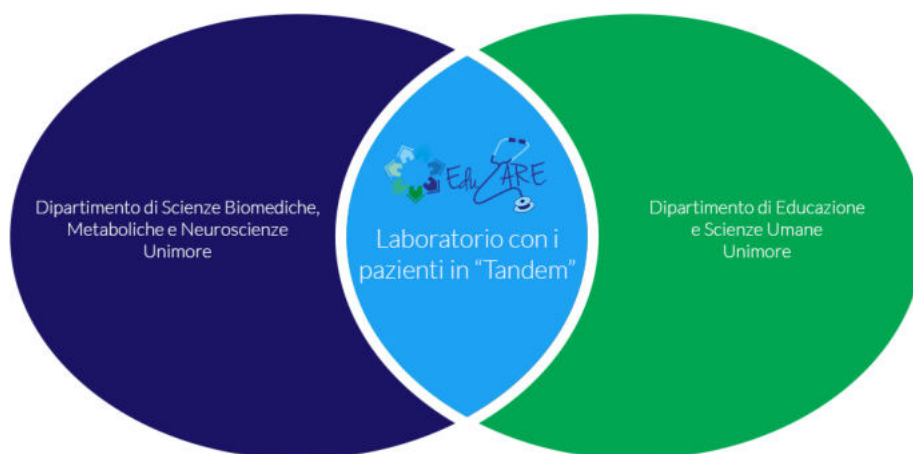 Dipartimento di Scienze Biomediche,
Metaboliche e Neuroscienze
Unimore
EduCARE
Laboratorio con i
pazienti in “Tandem”
Dipartimento di Educazione
e Scienze Umane
Unimore